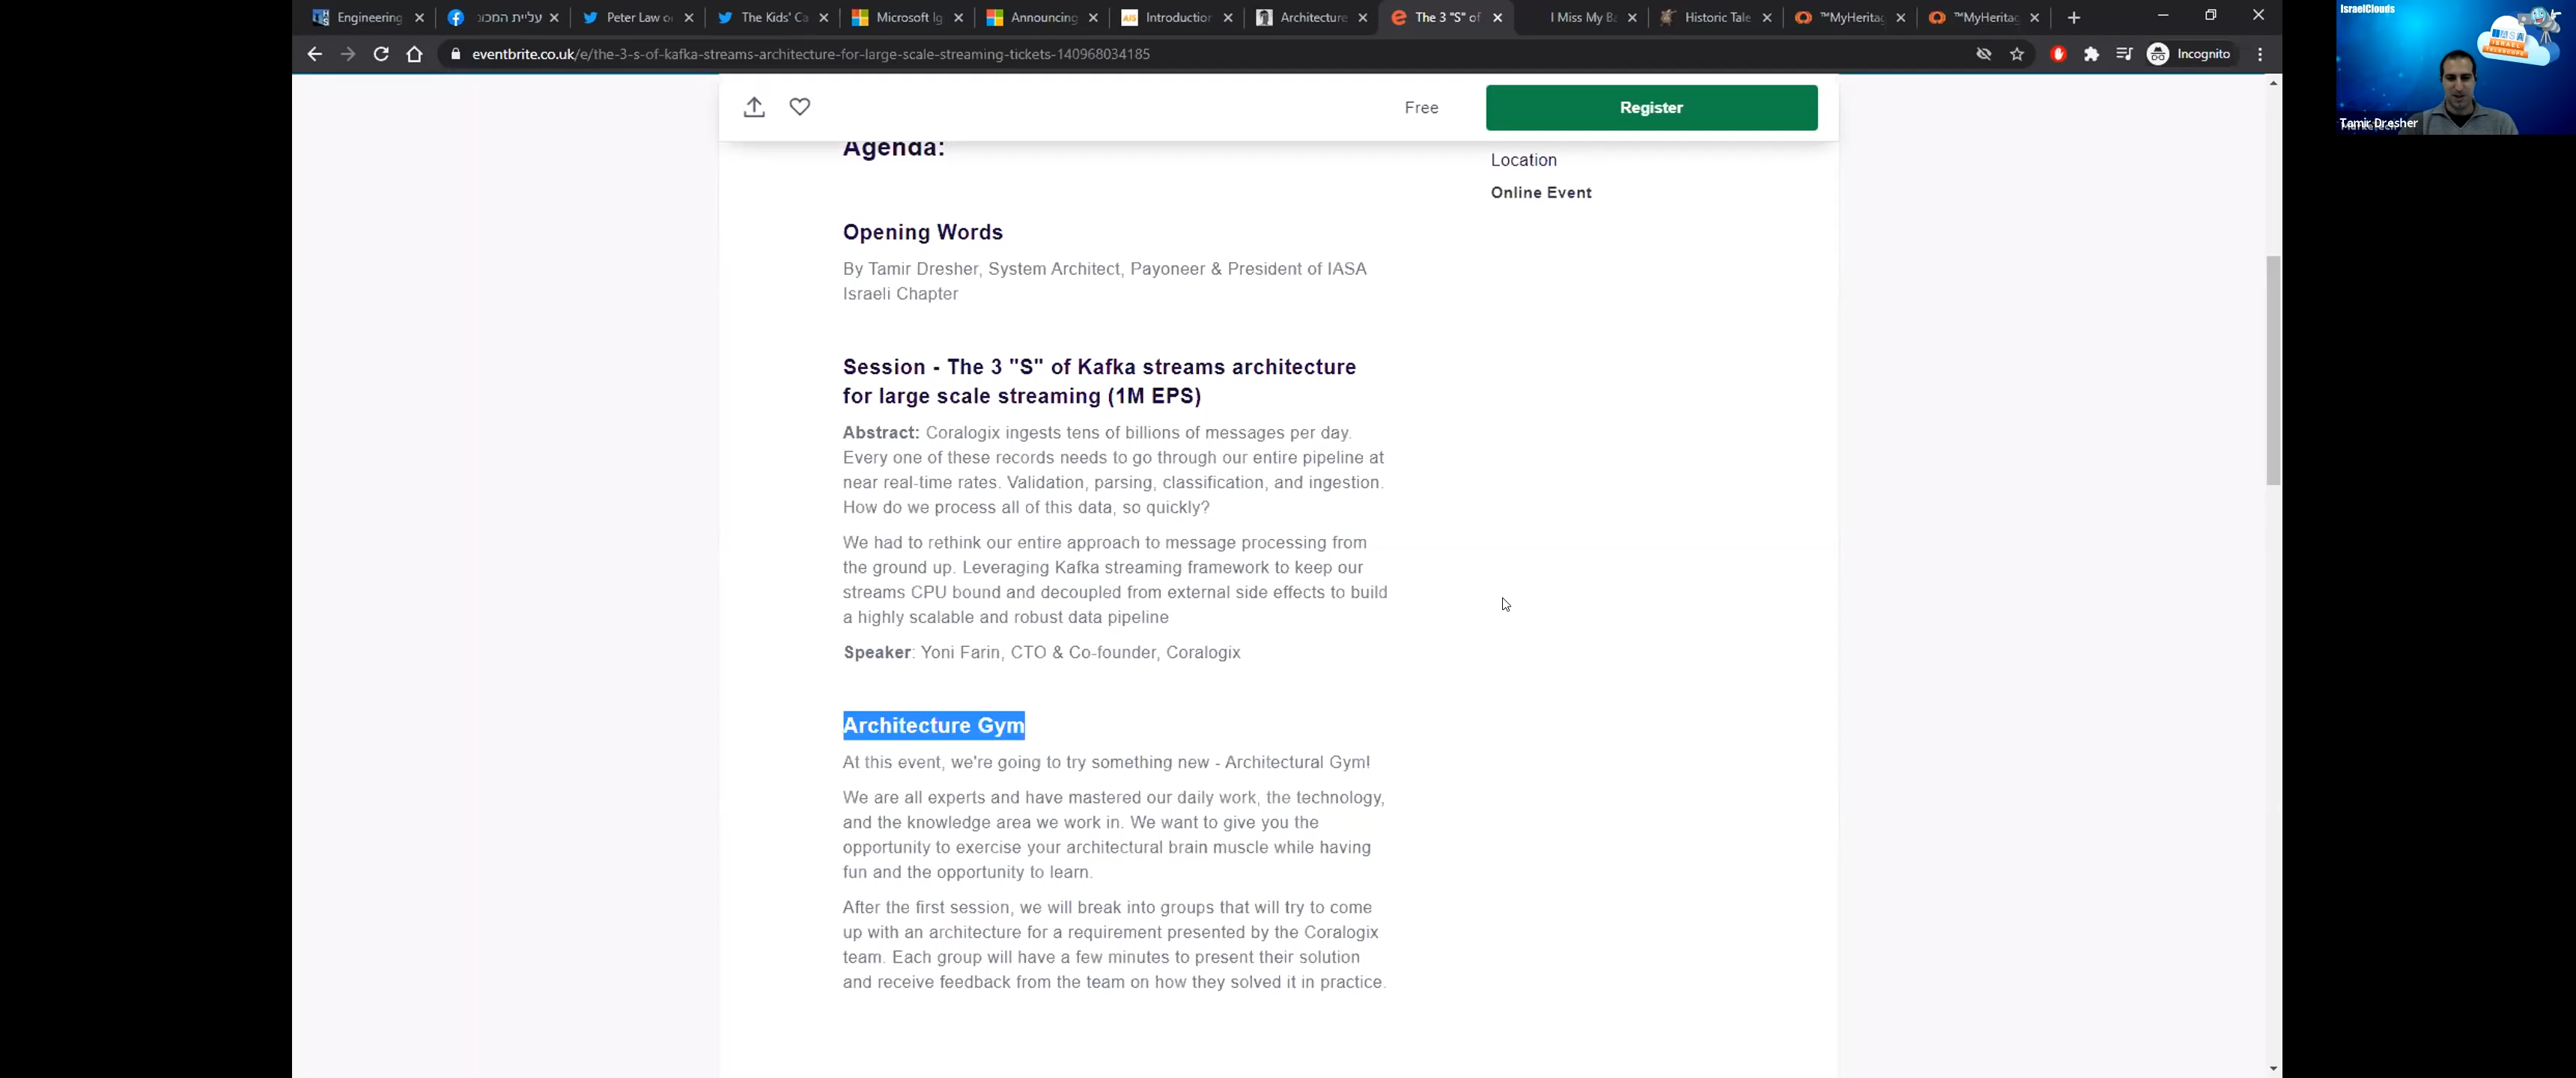 Engineering
עליית המכונ
Peter Law o
The Kids' Ca
Microsoft Ig
Announcing
Introduction
Architecture
The 3 "S" of
I Miss My Ba
Historic Tale
™MyHeritag
™MyHeritag
eventbrite.co.uk/e/the-3-s-of-kafka-streams-architecture-for-large-scale-streaming-tickets-140968034185
Incognito
IsraelClouds
IASA
ISRAEL
Tamir Dresher
Free
Register
Agenda:
Location
Online Event
Opening Words
By Tamir Dresher, System Architect, Payoneer & President of IASA
Israeli Chapter
Session - The 3 "S" of Kafka streams architecture
for large scale streaming (1M EPS)
Abstract: Coralogix ingests tens of billions of messages per day.
Every one of these records needs to go through our entire pipeline at
near real-time rates. Validation, parsing, classification, and ingestion.
How do we process all of this data, so quickly?
We had to rethink our entire approach to message processing from
the ground up. Leveraging Kafka streaming framework to keep our
streams CPU bound and decoupled from external side effects to build
a highly scalable and robust data pipeline
Speaker: Yoni Farin, CTO & Co-founder, Coralogix
Architecture Gym
At this event, we're going to try something new - Architectural Gym!
We are all experts and have mastered our daily work, the technology,
and the knowledge area we work in. We want to give you the
opportunity to exercise your architectural brain muscle while having
fun and the opportunity to learn.
After the first session, we will break into groups that will try to come
up with an architecture for a requirement presented by the Coralogix
team. Each group will have a few minutes to present their solution
and receive feedback from the team on how they solved it in practice.